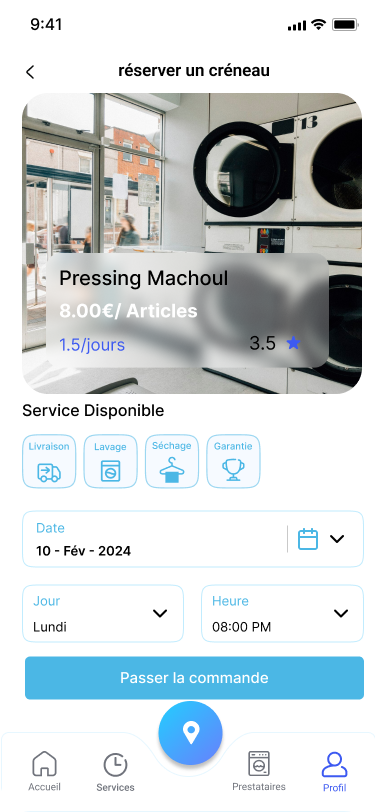 9:41
réserver un créneau
13
Pressing Machoul
8.00€/ Articles
1.5/jours
3.5
Service Disponible
Livraison
Lavage
Séchage
Garantie
Date
10 - Fév - 2024
Jour
Heure
Lundi
08:00 PM
Passer la commande
Accueil
Services
Prestataires
Profil